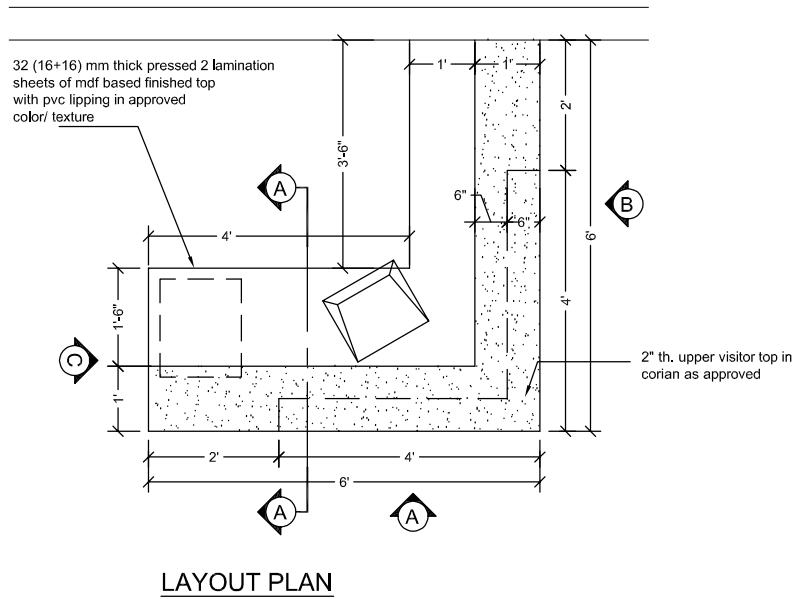 32 (16+16) mm thick pressed 2 lamination
sheets of mdf based finished top
with pvc lipping in approved
color/ texture
1'
1'
2'
3'-6"
A
6"
6"
B
6'
4'
4'
1'-6"
C
1'
2" th. upper visitor top in
corian as approved
2'
4'
6'
A
A
LAYOUT PLAN